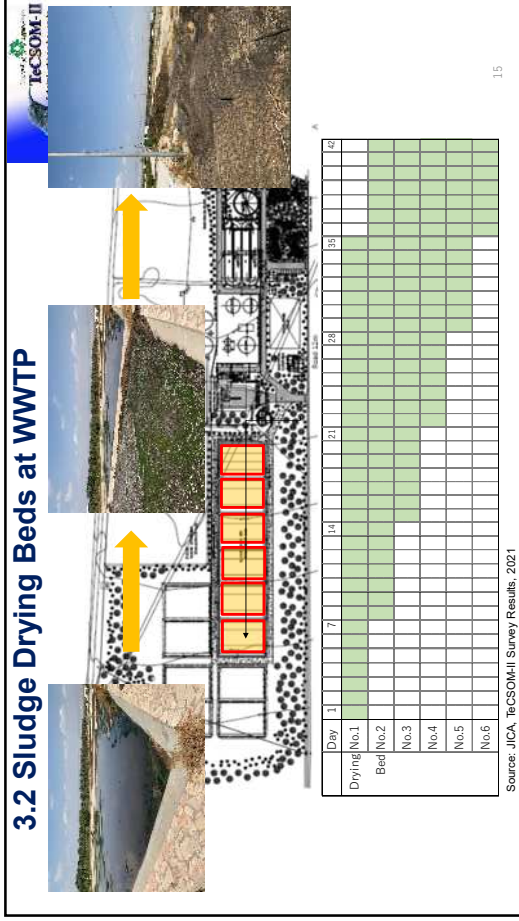 3.2 Sludge Drying Beds at WWTP
TeCSOM-II
Road 12m
A
Day 1 7 14 21 28 35 42
Drying No.1
Bed No.2
No.3
No.4
No.5
No.6
Source: JICA, TeCSOM-II Survey Results, 2021
15